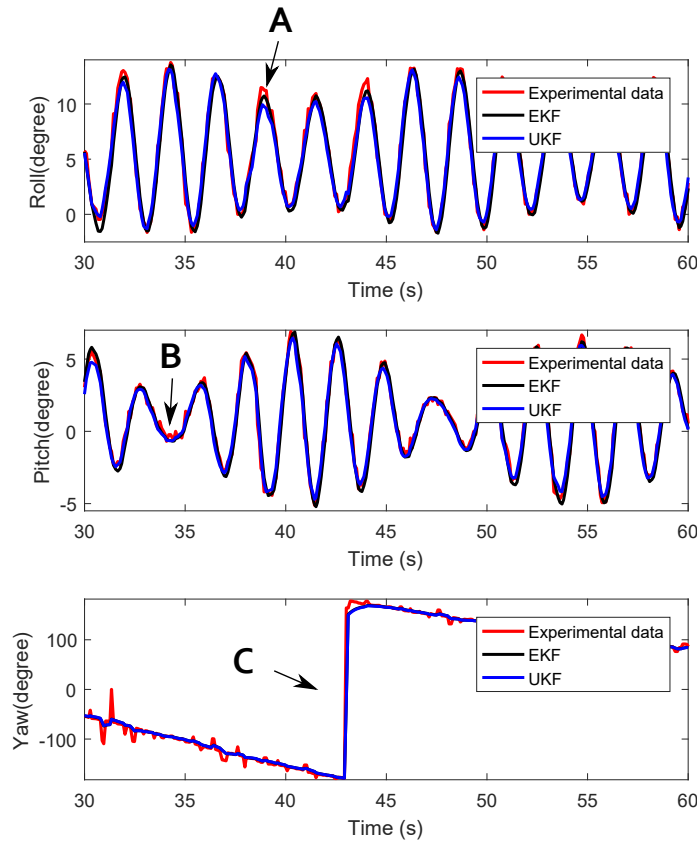 A
Roll(degree)
10
5
0
Experimental data
EKF
UKF
30 35 40 45 50 55 60
Time (s)
B
Pitch(degree)
5
0
-5
Experimental data
EKF
UKF
30 35 40 45 50 55 60
Time (s)
C
Yaw(degree)
100
0
-100
Experimental data
EKF
UKF
30 35 40 45 50 55 60
Time (s)